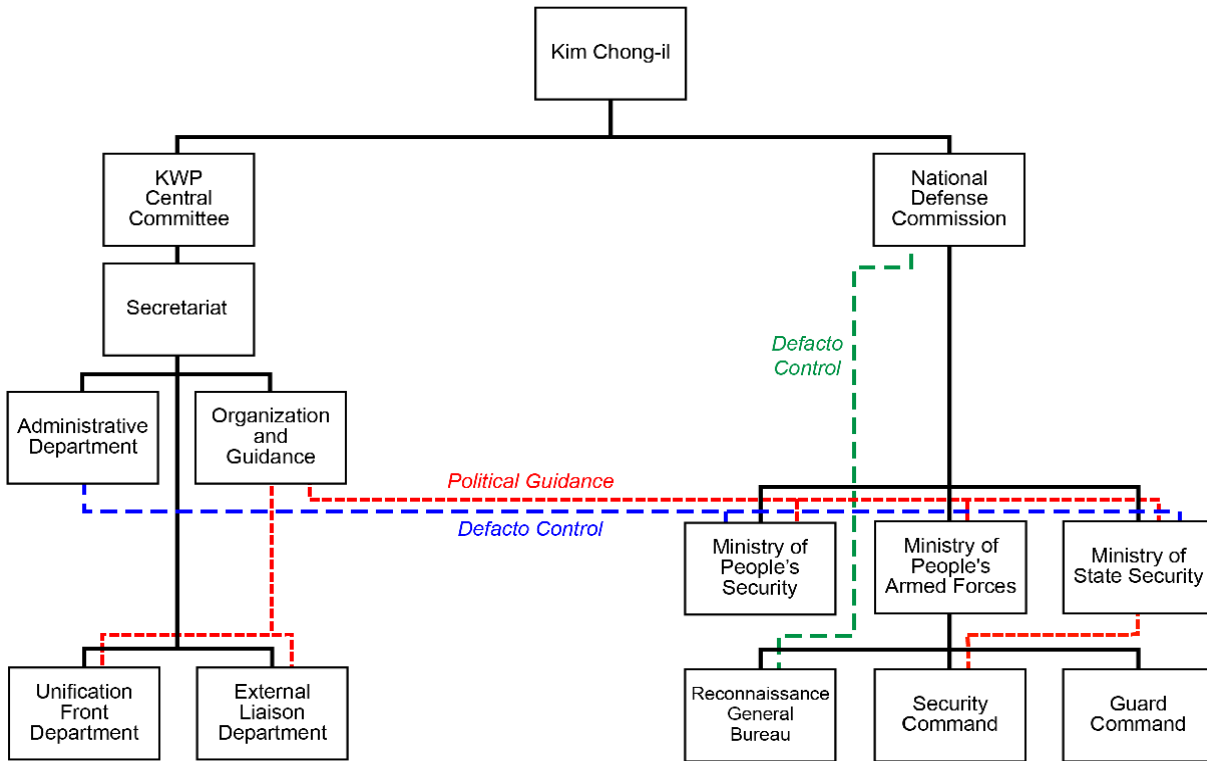 Kim Chong-il
KWP
Central
Committee
National
Defense
Commission
Secretariat
Defacto
Control
Administrative
Department
Organization
and
Guidance
Political Guidance
Defacto Control
Ministry of
People's
Security
Ministry of
People's
Armed Forces
Ministry of
State Security
Unification
Front
Department
External
Liaison
Department
Reconnaissance
General
Bureau
Security
Command
Guard
Command